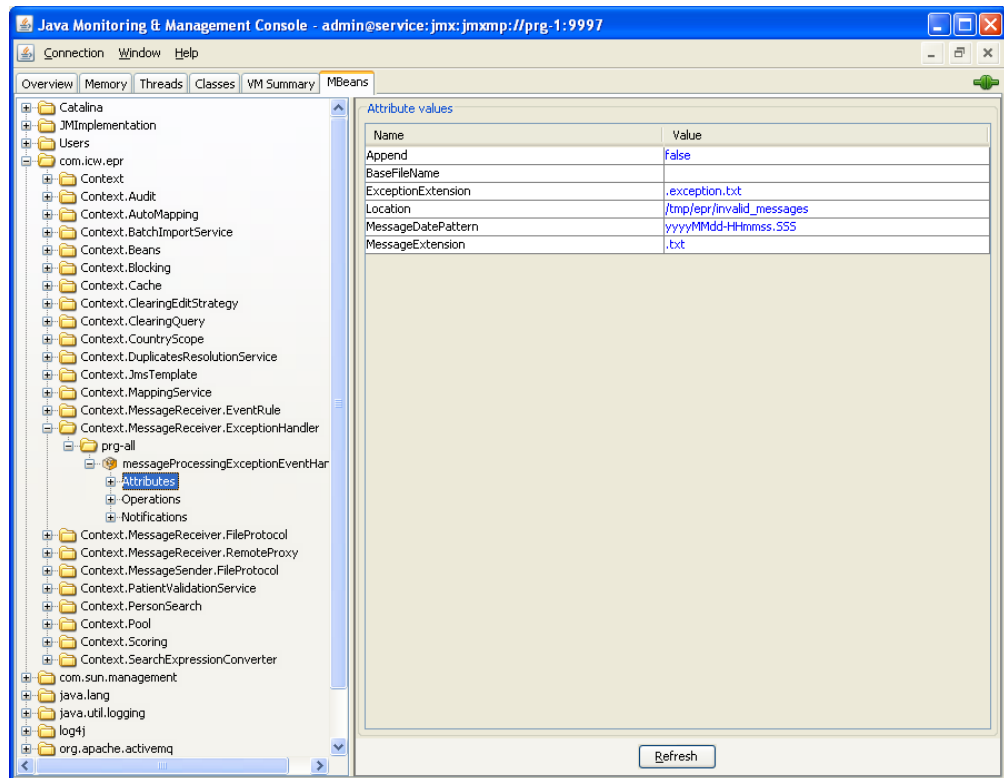 Java Monitoring & Management Console - admin@service:jmx:jmxmp://prg-1:9997
Connection Window Help
Overview Memory Threads Classes VM Summary MBeans
Catalina
JMImplementation
Users
com.icw.epr
Context
Context.Audit
Context.AutoMapping
Context.BatchImportService
Context.Beans
Context.Blocking
Context.Cache
Context.ClearingEditStrategy
Context.ClearingQuery
Context.CountryScope
Context.DuplicatesResolutionService
Context.JmsTemplate
Context.MappingService
Context.MessageReceiver.EventRule
Context.MessageReceiver.ExceptionHandler
prg-all
messageProcessingExceptionEventHar
Attributes
Operations
Notifications
Context.MessageReceiver.FileProtocol
Context.MessageReceiver.RemoteProxy
Context.MessageSender.FileProtocol
Context.PatientValidationService
Context.PersonSearch
Context.Pool
Context.Scoring
Context.SearchExpressionConverter
com.sun.management
java.lang
java.util.logging
log4j
org.apache.activemq
Attribute values
Name Value
Append false
BaseFileName
ExceptionExtension .exception.txt
Location /tmp/epr/invalid_messages
MessageDatePattern yyyyMMdd-HHmmss.SSS
MessageExtension .txt
Refresh